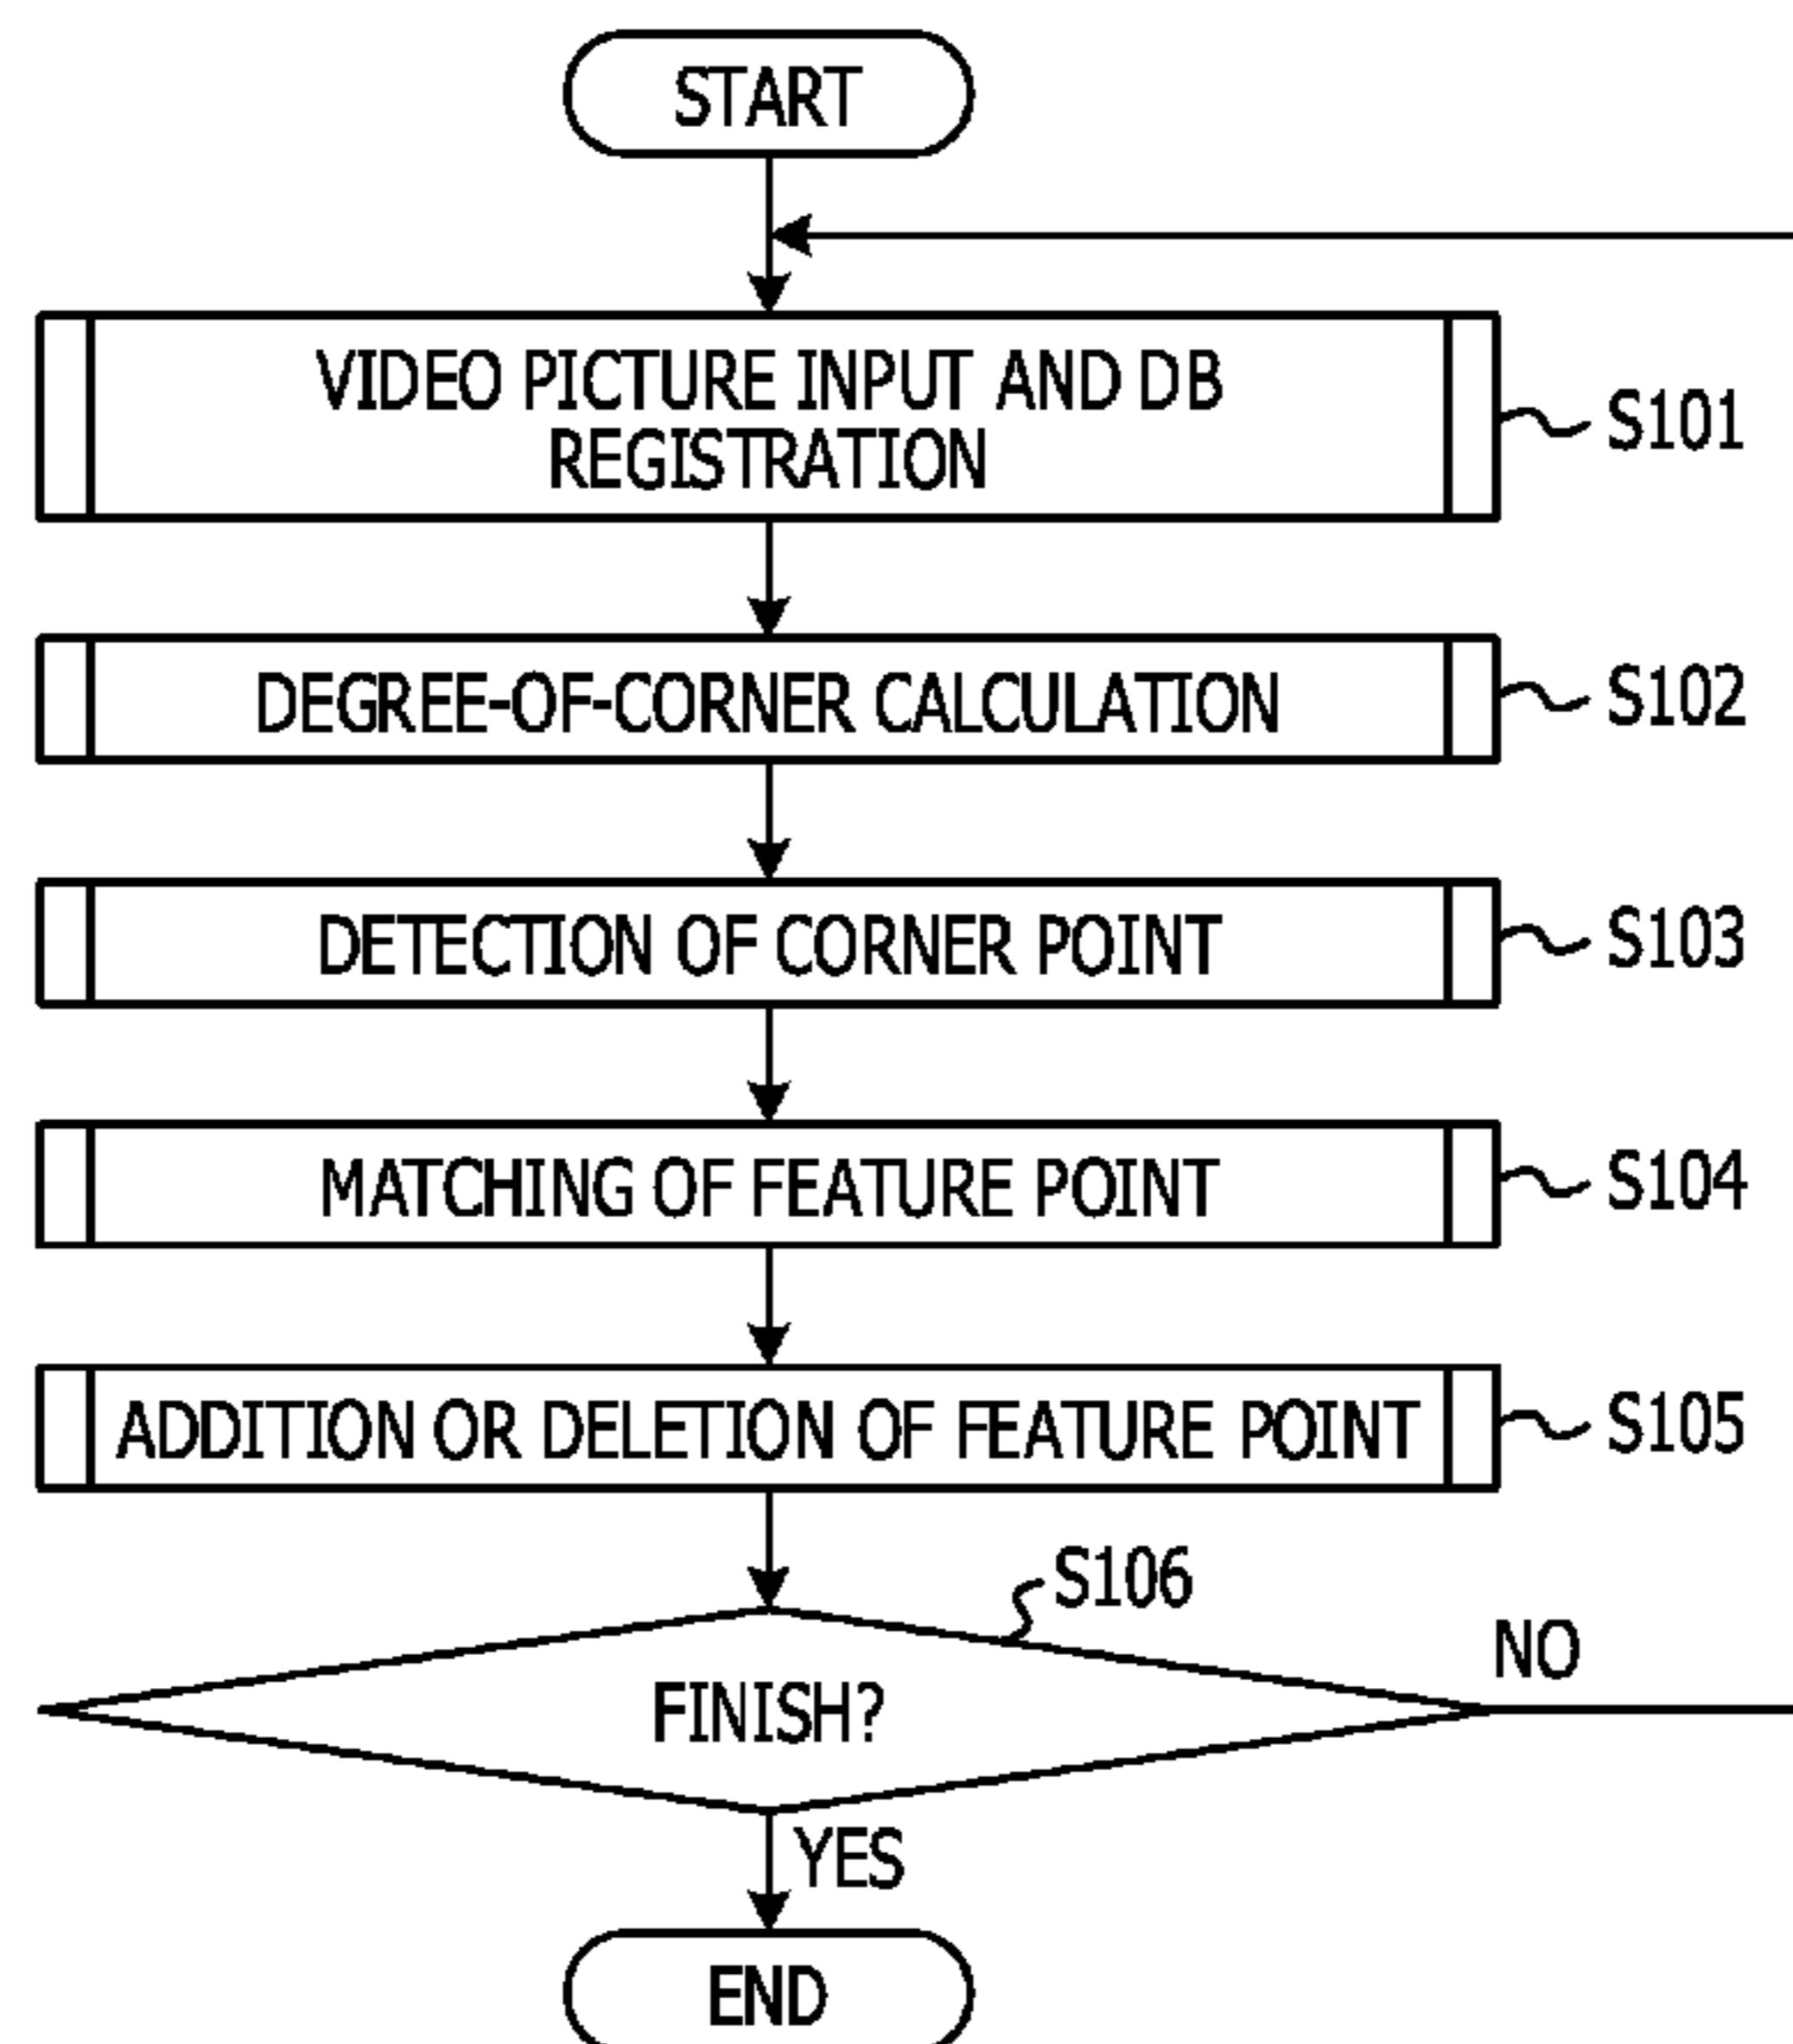 START
VIDEO PICTURE INPUT AND DB
REGISTRATION
S101
DEGREE-OF-CORNER CALCULATION
S102
DETECTION OF CORNER POINT
S103
MATCHING OF FEATURE POINT
S104
ADDITION OR DELETION OF FEATURE POINT
S105
S106
FINISH?
NO
YES
END